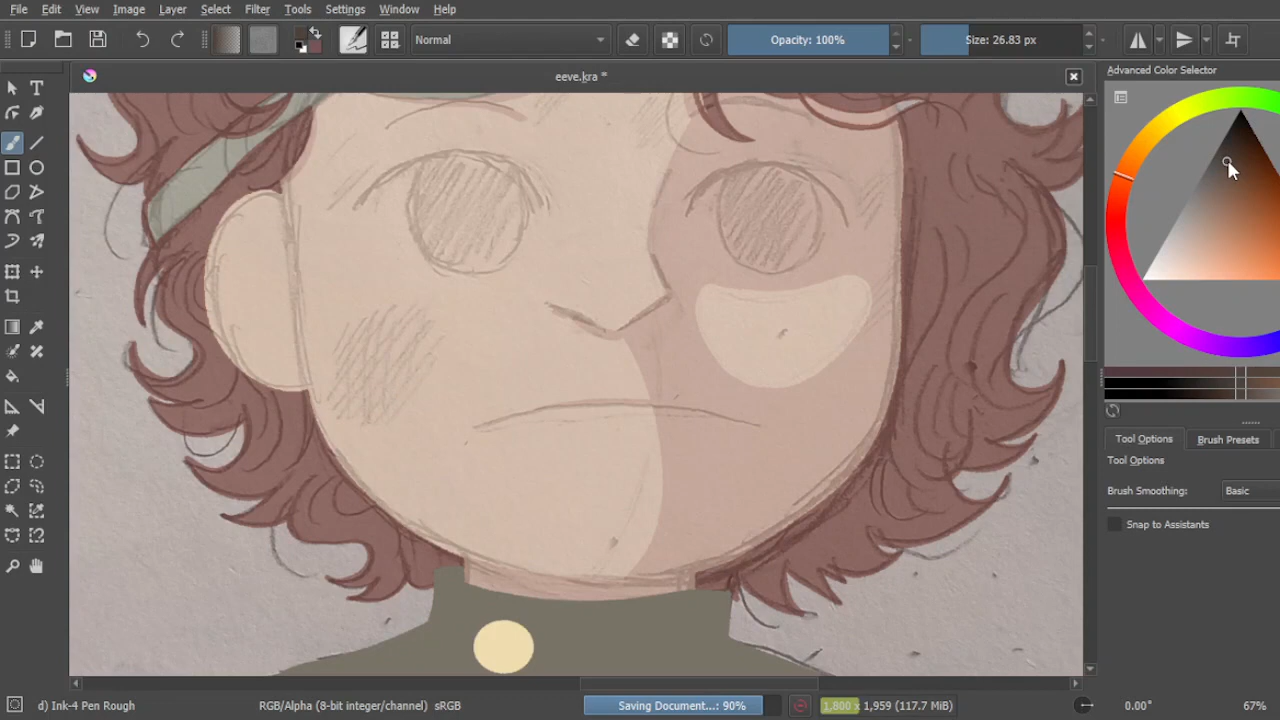 File Edit View Image Layer Select Filter Tools Settings Window Help
Normal Opacity: 100% Size: 26.83 px
eeve.kra *
Advanced Color Selector
Tool Options Brush Presets
Tool Options
Brush Smoothing: Basic
Snap to Assistants
d) Ink-4 Pen Rough RGB/Alpha (8-bit integer/channel) sRGB Saving Document...: 90% 1,800 x 1,959 (117.7 MiB) 0.00° 67%